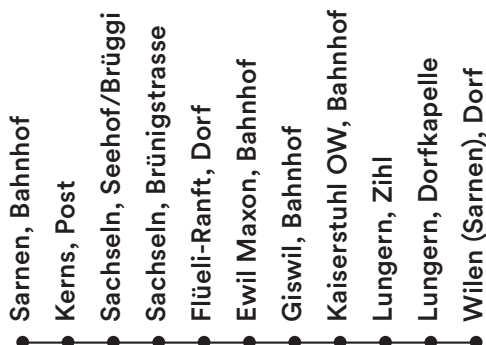 Sarnen, Bahnhof
Kerns, Post
Sachseln, Seehof/Brüggi
Sachseln, Brünigstrasse
Flüeli-Ranft, Dorf
Ewil Maxon, Bahnhof
Giswil, Bahnhof
Kaiserstuhl OW, Bahnhof
Lungern, Zihl
Lungern, Dorfkapelle
Wilen (Sarnen), Dorf